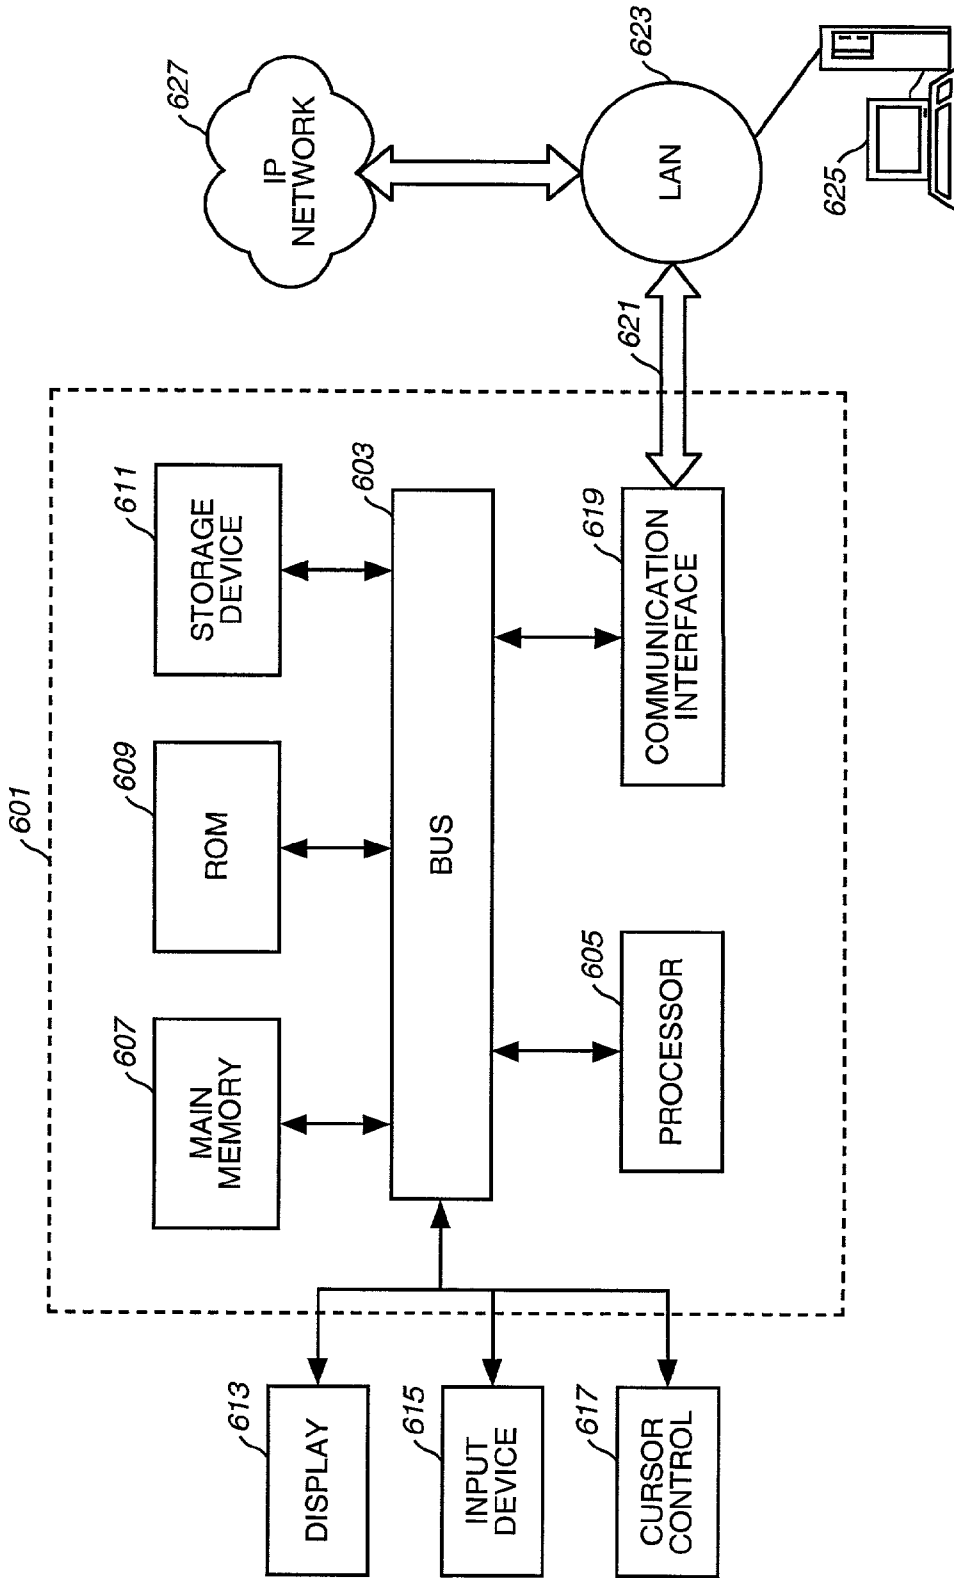 601
607
MAIN
MEMORY
609
ROM
611
STORAGE
DEVICE
627
IP
NETWORK
613
DISPLAY
603
BUS
615
INPUT
DEVICE
621
623
LAN
617
CURSOR
CONTROL
605
PROCESSOR
619
COMMUNICATION
INTERFACE
625